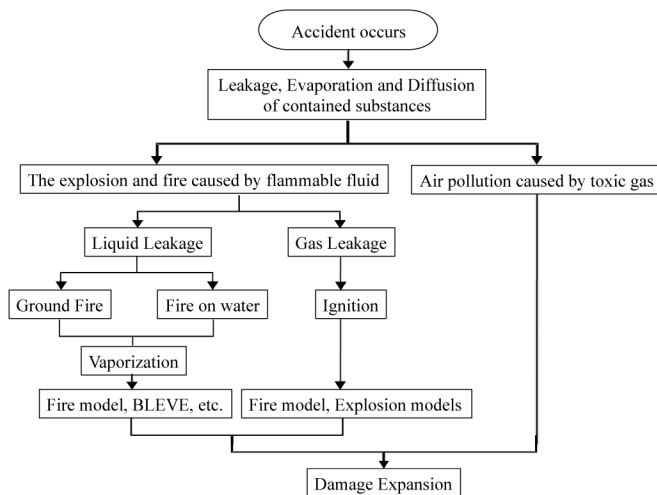 Accident occurs
Leakage, Evaporation and Diffusion
of contained substances
The explosion and fire caused by flammable fluid
Air pollution caused by toxic gas
Liquid Leakage
Gas Leakage
Ground Fire
Fire on water
Ignition
Vaporization
Fire model, BLEVE, etc.
Fire model, Explosion models
Damage Expansion